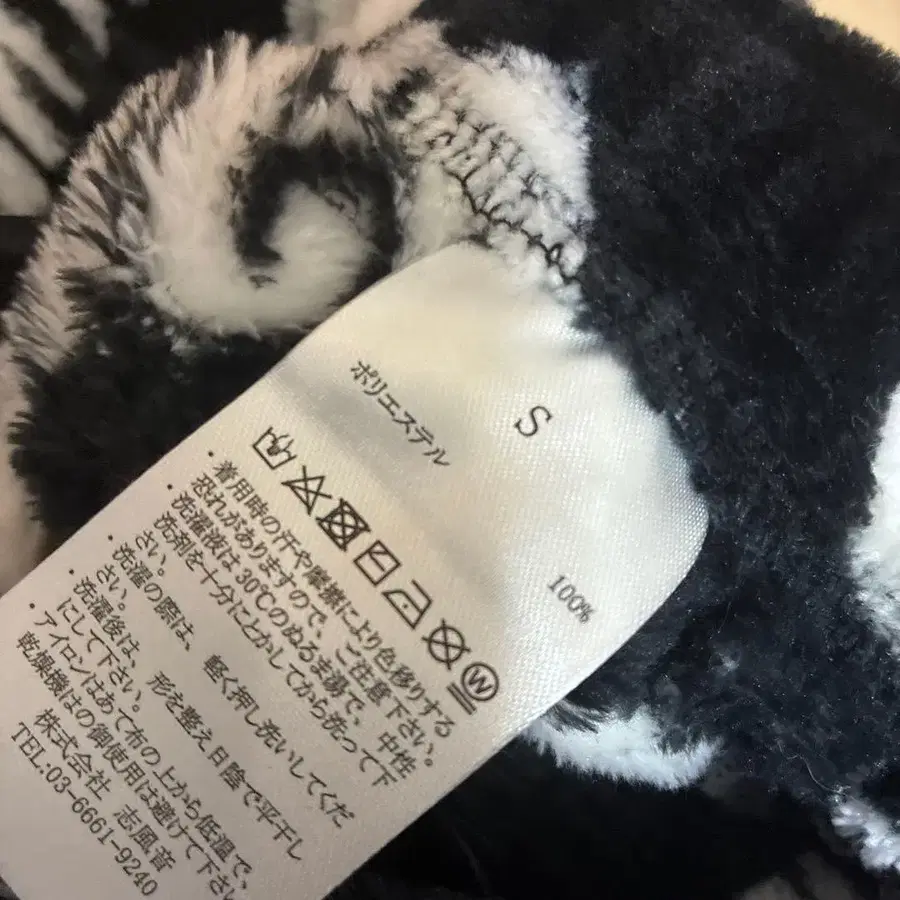 S
ポリエステル 100%
W
・着用時の汗や摩擦により色移りする
恐れがありますので、ご注意下さい。
・洗濯液は30℃のぬるま湯で、中性
洗剤を十分にとかしてから洗って下
さい。
・洗濯の際は、軽く押し洗いしてくだ
さい。
・洗濯後は、形を整え日陰で平干し
にして下さい。
・アイロンはあて布の上から低温で、
乾燥機はの御使用は避けて下さい
株式会社 志風音
TEL:03-6661-9240